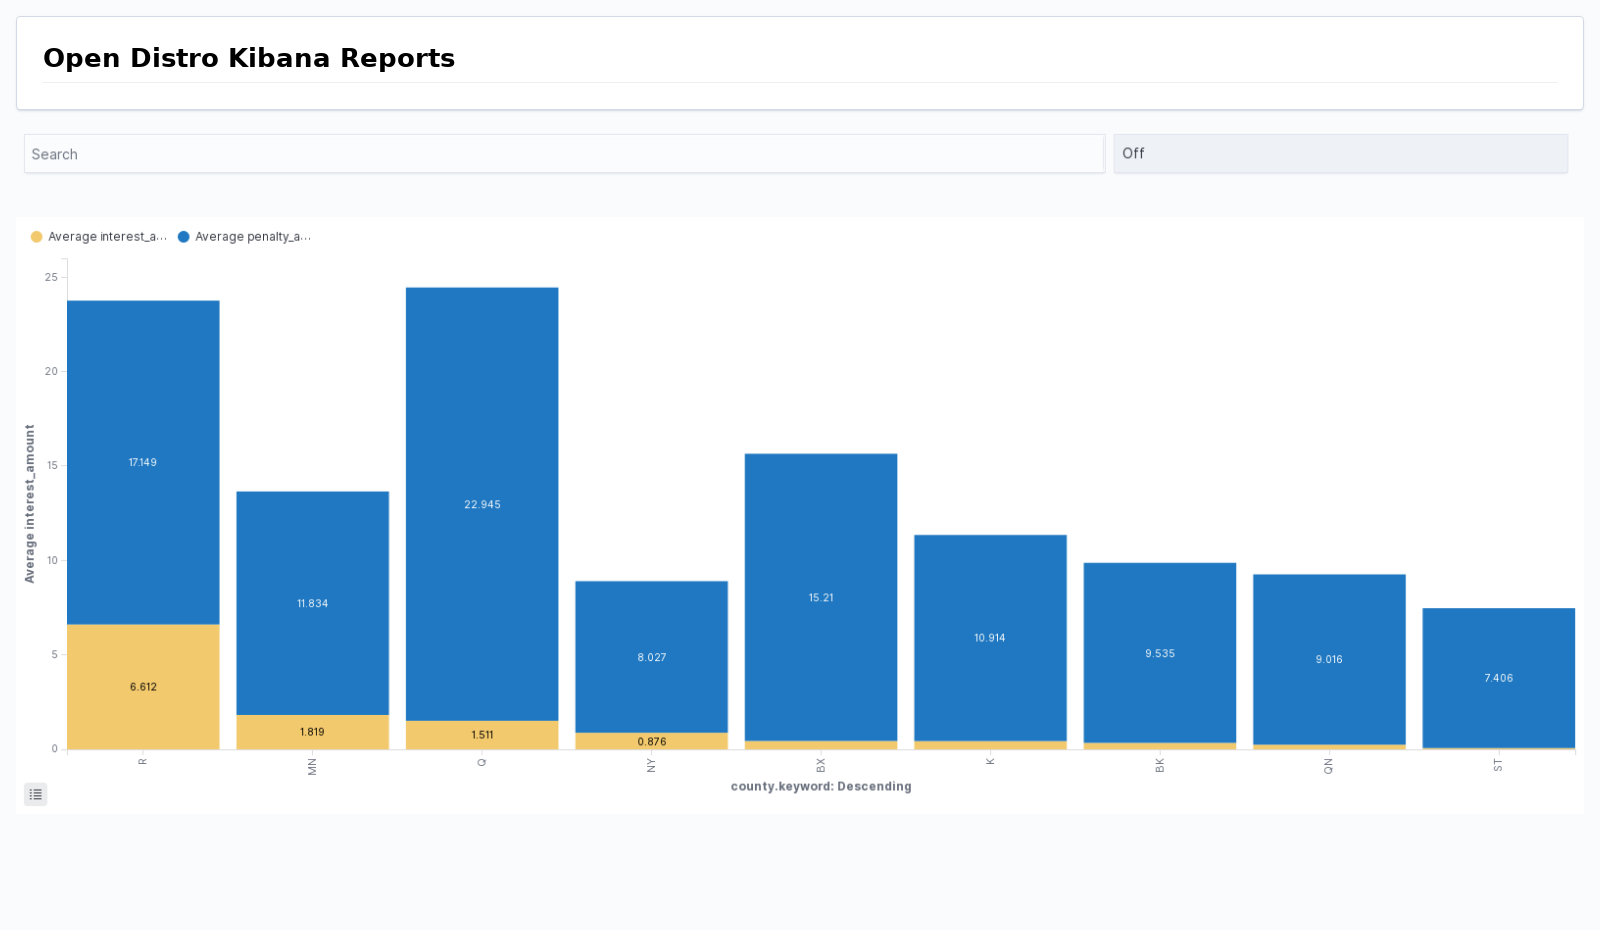 Open Distro Kibana Reports
Search
Off
Average interest_a...
Average penalty_a...
25
20
15
10
5
0
Average interest_amount
17.149
6.612
11.834
1.819
22.945
1.511
8.027
0.876
15.21
10.914
9.535
9.016
7.406
R
MN
Q
NY
BX
K
BK
QN
ST
county.keyword: Descending